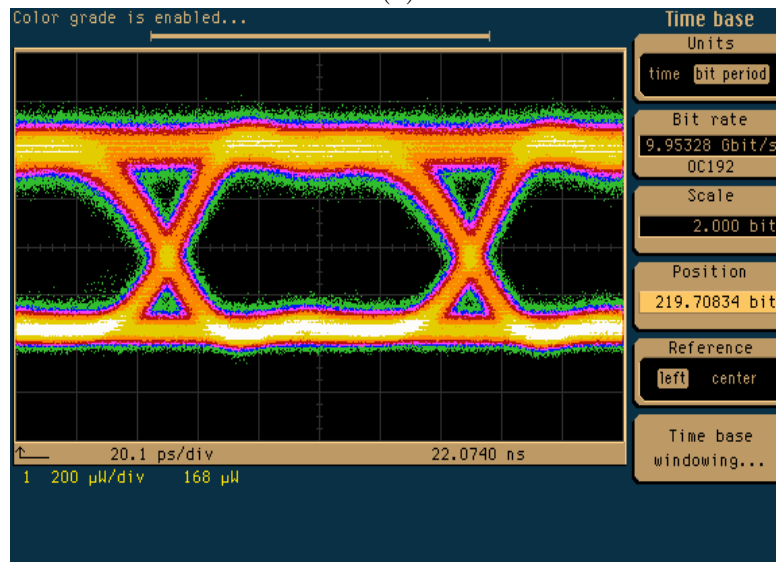 Color grade is enabled...
Time base
Units
time bit period
Bit rate
9.95328 Gbit/s
OC192
Scale
2.000 bit
Position
219.70834 bit
Reference
left center
Time base
windowing...
20.1 ps/div 22.0740 ns
1 200 µW/div 168 µW